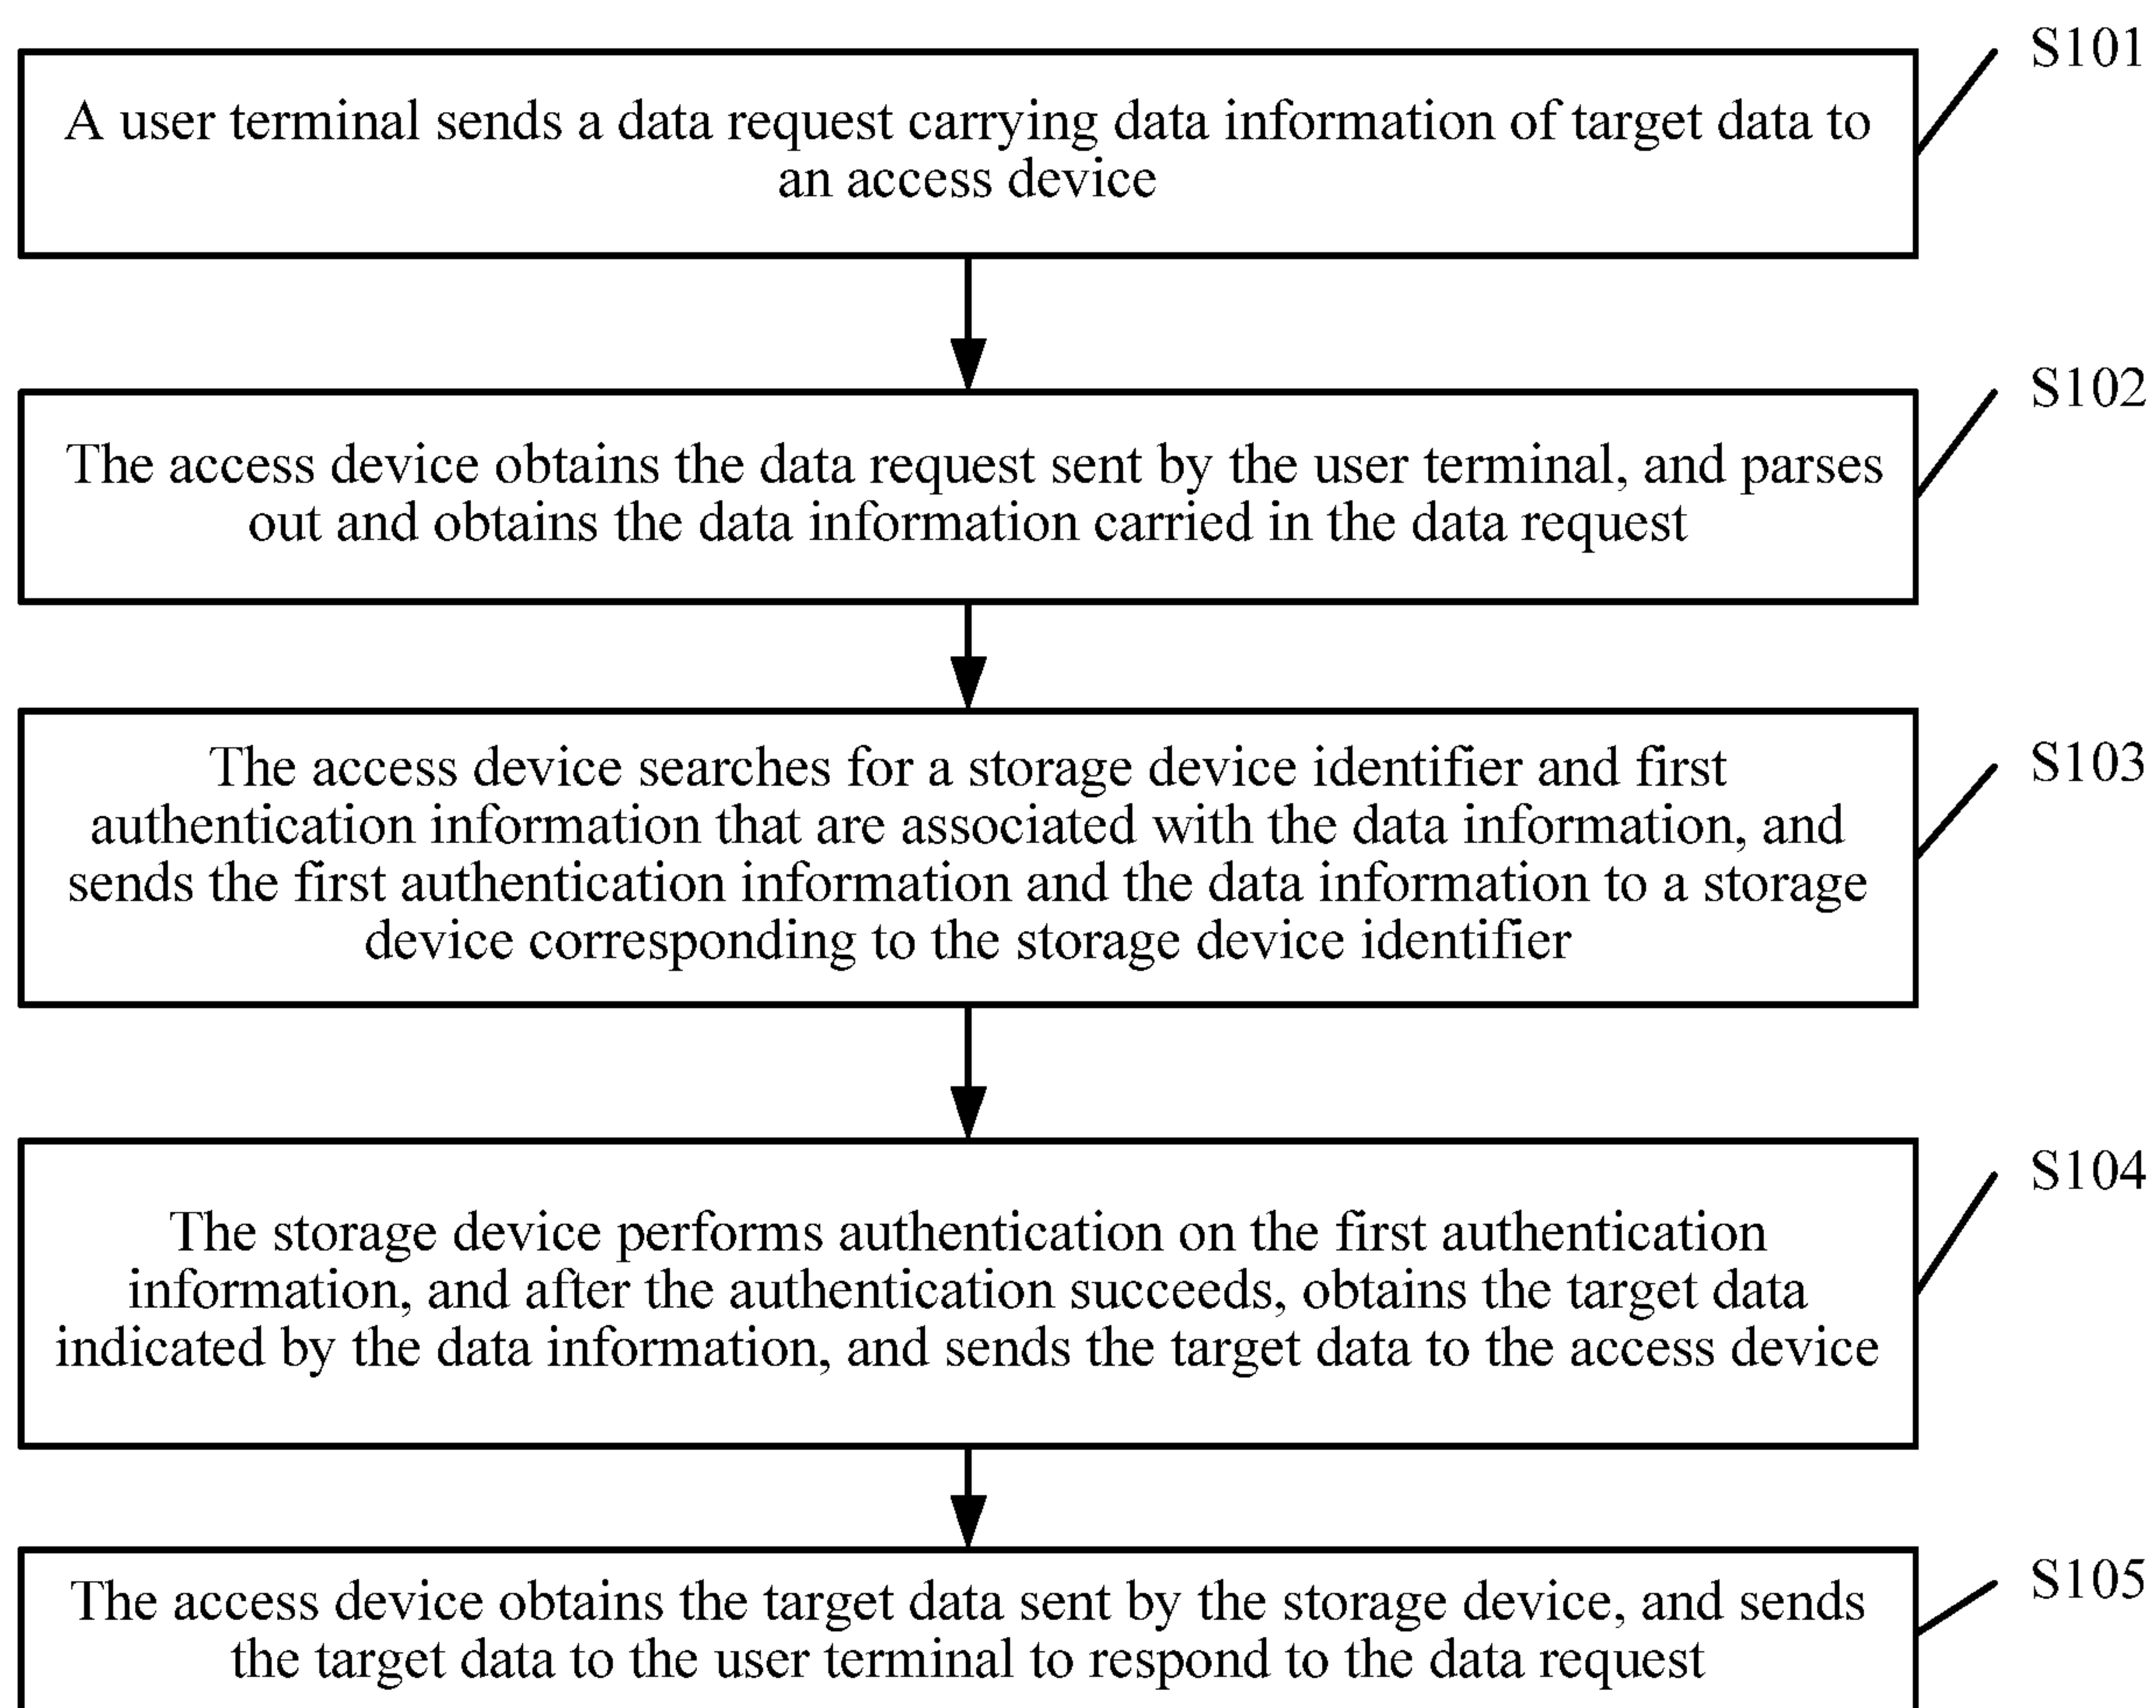 S101
A user terminal sends a data request carrying data information of target data to
an access device
S102
The access device obtains the data request sent by the user terminal, and parses
out and obtains the data information carried in the data request
S103
The access device searches for a storage device identifier and first
authentication information that are associated with the data information, and
sends the first authentication information and the data information to a storage
device corresponding to the storage device identifier
S104
The storage device performs authentication on the first authentication
information, and after the authentication succeeds, obtains the target data
indicated by the data information, and sends the target data to the access device
S105
The access device obtains the target data sent by the storage device, and sends
the target data to the user terminal to respond to the data request